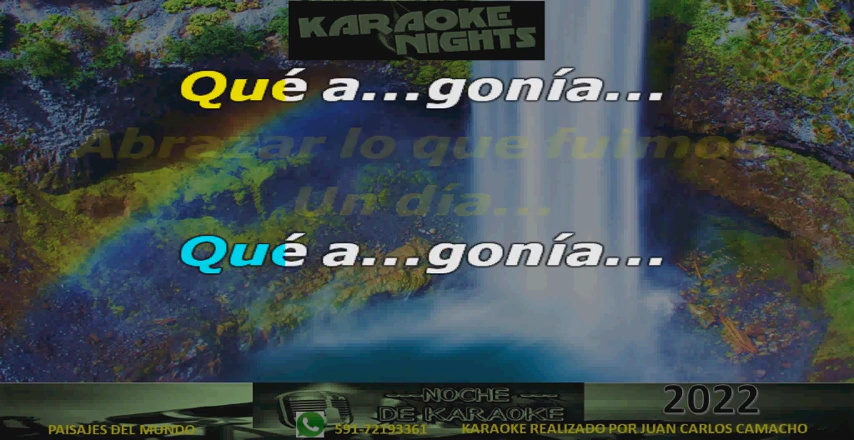 KARAOKE
NIGHTS
Qué a...gonía...
Abrazar lo que fuimos
Un día...
Qué a...gonía...
NOCHE
DE KARAOKE
2022
PAISAJES DEL MUNDO
591-72193361
KARAOKE REALIZADO POR JUAN CARLOS CAMACHO